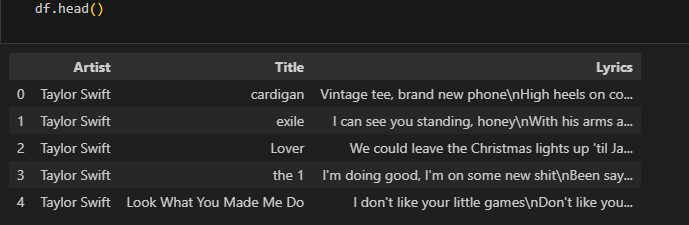 df.head()
Artist Title Lyrics
0 Taylor Swift cardigan Vintage tee, brand new phone\nHigh heels on co...
1 Taylor Swift exile I can see you standing, honey\nWith his arms a...
2 Taylor Swift Lover We could leave the Christmas lights up 'til Ja...
3 Taylor Swift the 1 I'm doing good, I'm on some new shit\nBeen say...
4 Taylor Swift Look What You Made Me Do I don't like your little games\nDon't like you...